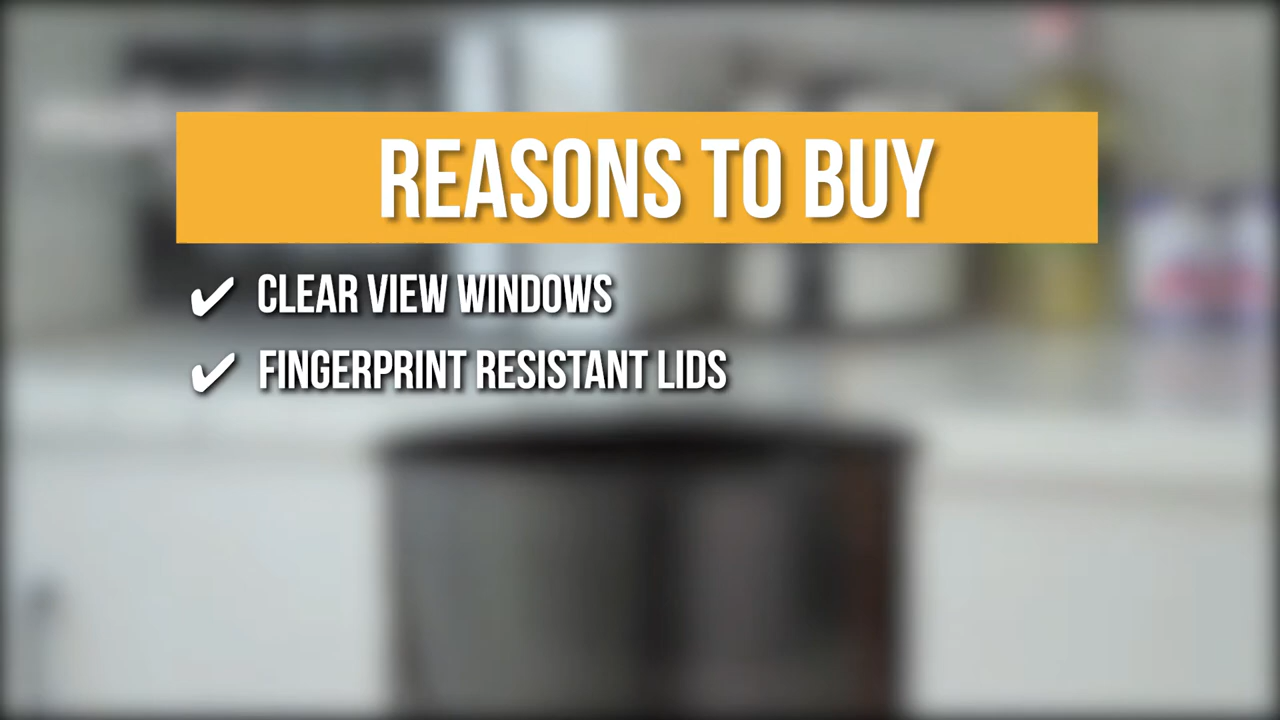 REASONS TO BUY
✔ CLEAR VIEW WINDOWS
✔ FINGERPRINT RESISTANT LIDS